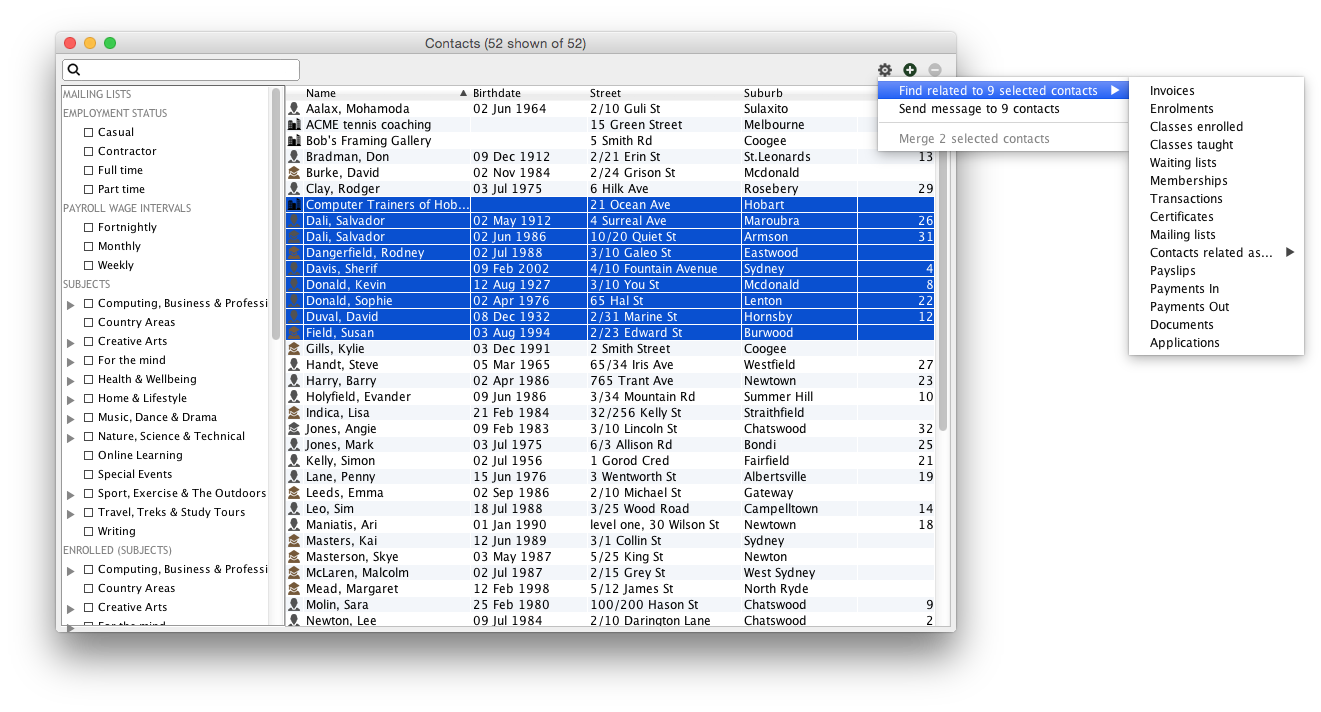 Contacts (52 shown of 52)
Find related to 9 selected contacts
Send message to 9 contacts
Merge 2 selected contacts
Invoices
Enrolments
Classes enrolled
Classes taught
Waiting lists
Memberships
Transactions
Certificates
Mailing lists
Contacts related as...
Payslips
Payments In
Payments Out
Documents
Applications
MAILING LISTS
EMPLOYMENT STATUS
Casual
Contractor
Full time
Part time
PAYROLL WAGE INTERVALS
Fortnightly
Monthly
Weekly
SUBJECTS
Computing, Business & Professi
Country Areas
Creative Arts
For the mind
Health & Wellbeing
Home & Lifestyle
Music, Dance & Drama
Nature, Science & Technical
Online Learning
Special Events
Sport, Exercise & The Outdoors
Travel, Treks & Study Tours
Writing
ENROLLED (SUBJECTS)
Computing, Business & Professi
Country Areas
Creative Arts
For the mind
Name Birthdate Street Suburb
Aalax, Mohamoda 02 Jun 1964 2/10 Guli St Sulaxito
ACME tennis coaching 15 Green Street Melbourne
Bob's Framing Gallery 5 Smith Rd Coogee
Bradman, Don 09 Dec 1912 2/21 Erin St St.Leonards 13
Burke, David 02 Nov 1984 2/24 Grison St Mcdonald
Clay, Rodger 03 Jul 1975 6 Hilk Ave Rosebery 29
Computer Trainers of Hob... 21 Ocean Ave Hobart
Dali, Salvador 02 May 1912 4 Surreal Ave Maroubra 26
Dali, Salvador 02 Jun 1986 10/20 Quiet St Armson 31
Dangerfield, Rodney 02 Jul 1988 3/10 Galeo St Eastwood
Davis, Sherif 09 Feb 2002 4/10 Fountain Avenue Sydney 4
Donald, Kevin 12 Aug 1927 3/10 You St Mcdonald 8
Donald, Sophie 02 Apr 1976 65 Hal St Lenton 22
Duval, David 08 Dec 1932 2/31 Marine St Hornsby 12
Field, Susan 03 Aug 1994 2/23 Edward St Burwood
Gills, Kylie 03 Dec 1991 2 Smith Street Coogee
Handt, Steve 05 Mar 1965 65/34 Iris Ave Westfield 27
Harry, Barry 02 Apr 1986 765 Trant Ave Newtown 23
Holyfield, Evander 09 Jun 1986 3/34 Mountain Rd Summer Hill 10
Indica, Lisa 21 Feb 1984 32/256 Kelly St Straithfield
Jones, Angie 09 Feb 1983 3/10 Lincoln St Chatswood 32
Jones, Mark 03 Jul 1975 6/3 Allison Rd Bondi 25
Kelly, Simon 02 Jul 1956 1 Gorod Cred Fairfield 21
Lane, Penny 15 Jun 1976 3 Wentworth St Albertsville 19
Leeds, Emma 02 Sep 1986 2/10 Michael St Gateway
Leo, Sim 18 Jul 1988 3/25 Wood Road Campelltown 14
Maniatis, Ari 01 Jan 1990 level one, 30 Wilson St Newtown 18
Masters, Kai 12 Jun 1989 3/1 Collin St Sydney
Masterson, Skye 03 May 1987 5/25 King St Newton
McLaren, Malcolm 02 Jul 1987 2/15 Grey St West Sydney
Mead, Margaret 12 Feb 1998 5/12 James St North Ryde
Molin, Sara 25 Feb 1980 100/200 Hason St Chatswood 9
Newton, Lee 09 Jul 1984 2/10 Darington Lane Chatswood 2